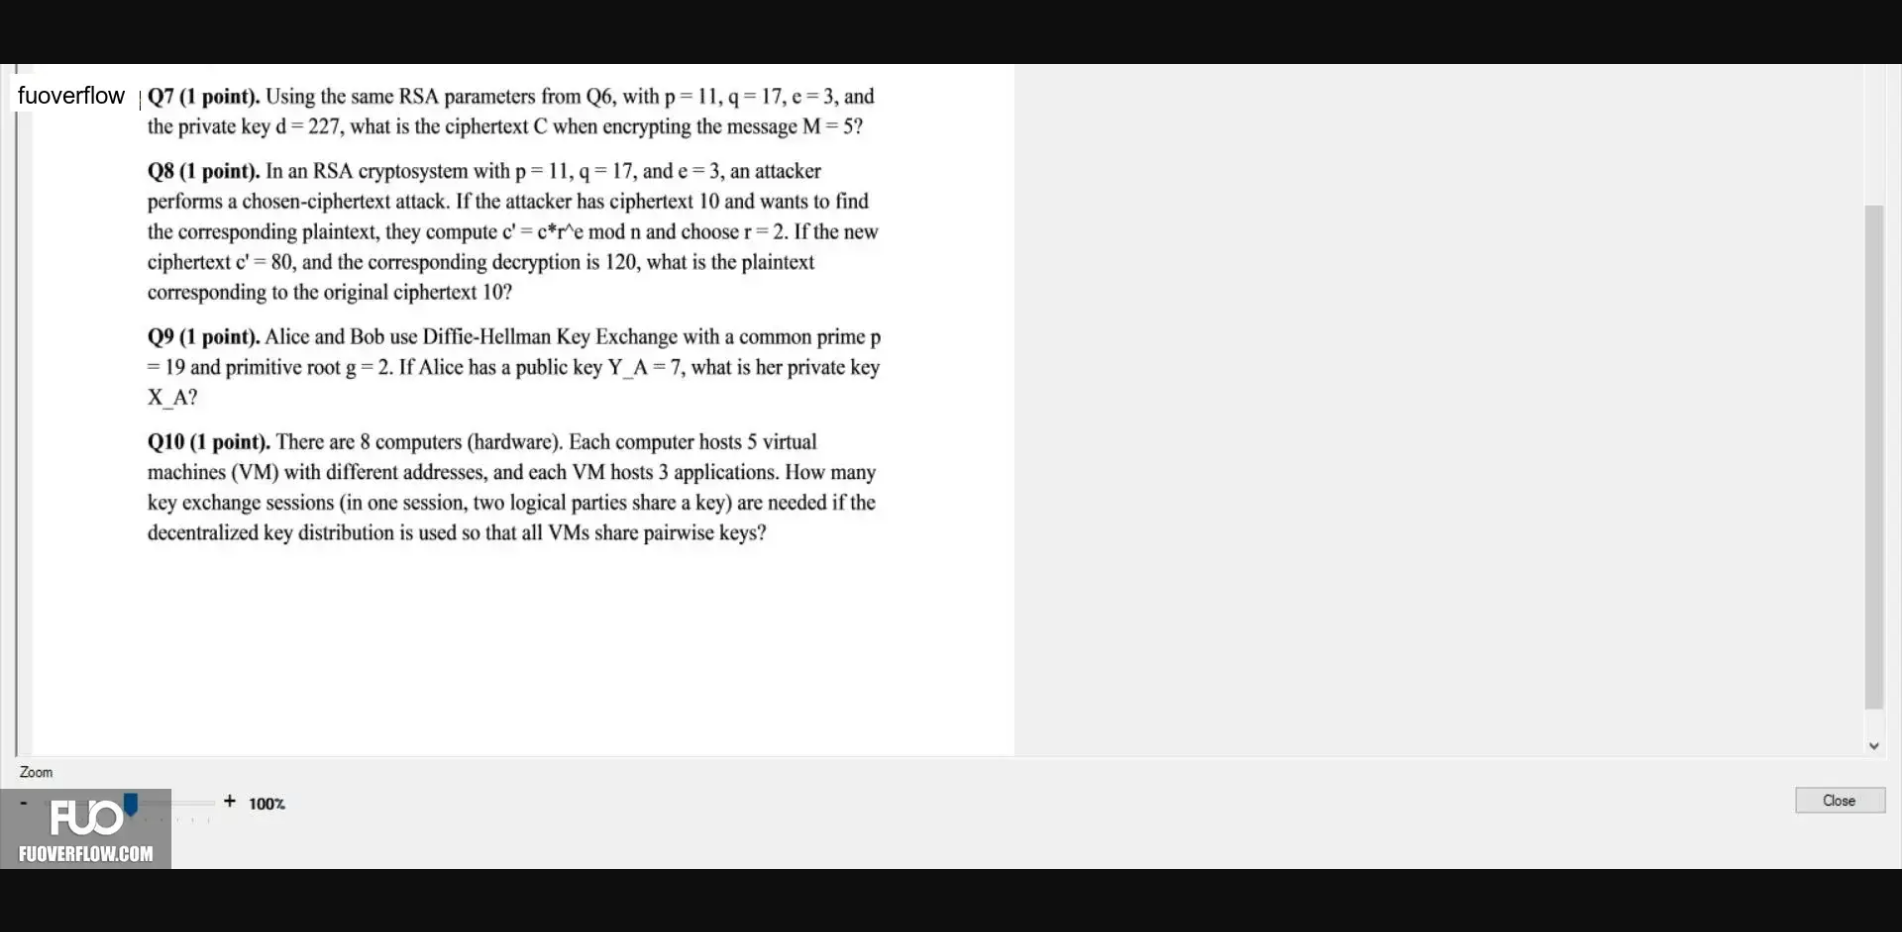 fuoverflow
Q7 (1 point). Using the same RSA parameters from Q6, with p = 11, q = 17, e = 3, and
the private key d = 227, what is the ciphertext C when encrypting the message M = 5?
Q8 (1 point). In an RSA cryptosystem with p = 11, q = 17, and e = 3, an attacker
performs a chosen-ciphertext attack. If the attacker has ciphertext 10 and wants to find
the corresponding plaintext, they compute c' = c*r^e mod n and choose r = 2. If the new
ciphertext c' = 80, and the corresponding decryption is 120, what is the plaintext
corresponding to the original ciphertext 10?
Q9 (1 point). Alice and Bob use Diffie-Hellman Key Exchange with a common prime p
= 19 and primitive root g = 2. If Alice has a public key Y_A = 7, what is her private key
X_A?
Q10 (1 point). There are 8 computers (hardware). Each computer hosts 5 virtual
machines (VM) with different addresses, and each VM hosts 3 applications. How many
key exchange sessions (in one session, two logical parties share a key) are needed if the
decentralized key distribution is used so that all VMs share pairwise keys?
Zoom
- + 100%
Close
FUO
FUOVERFLOW.COM